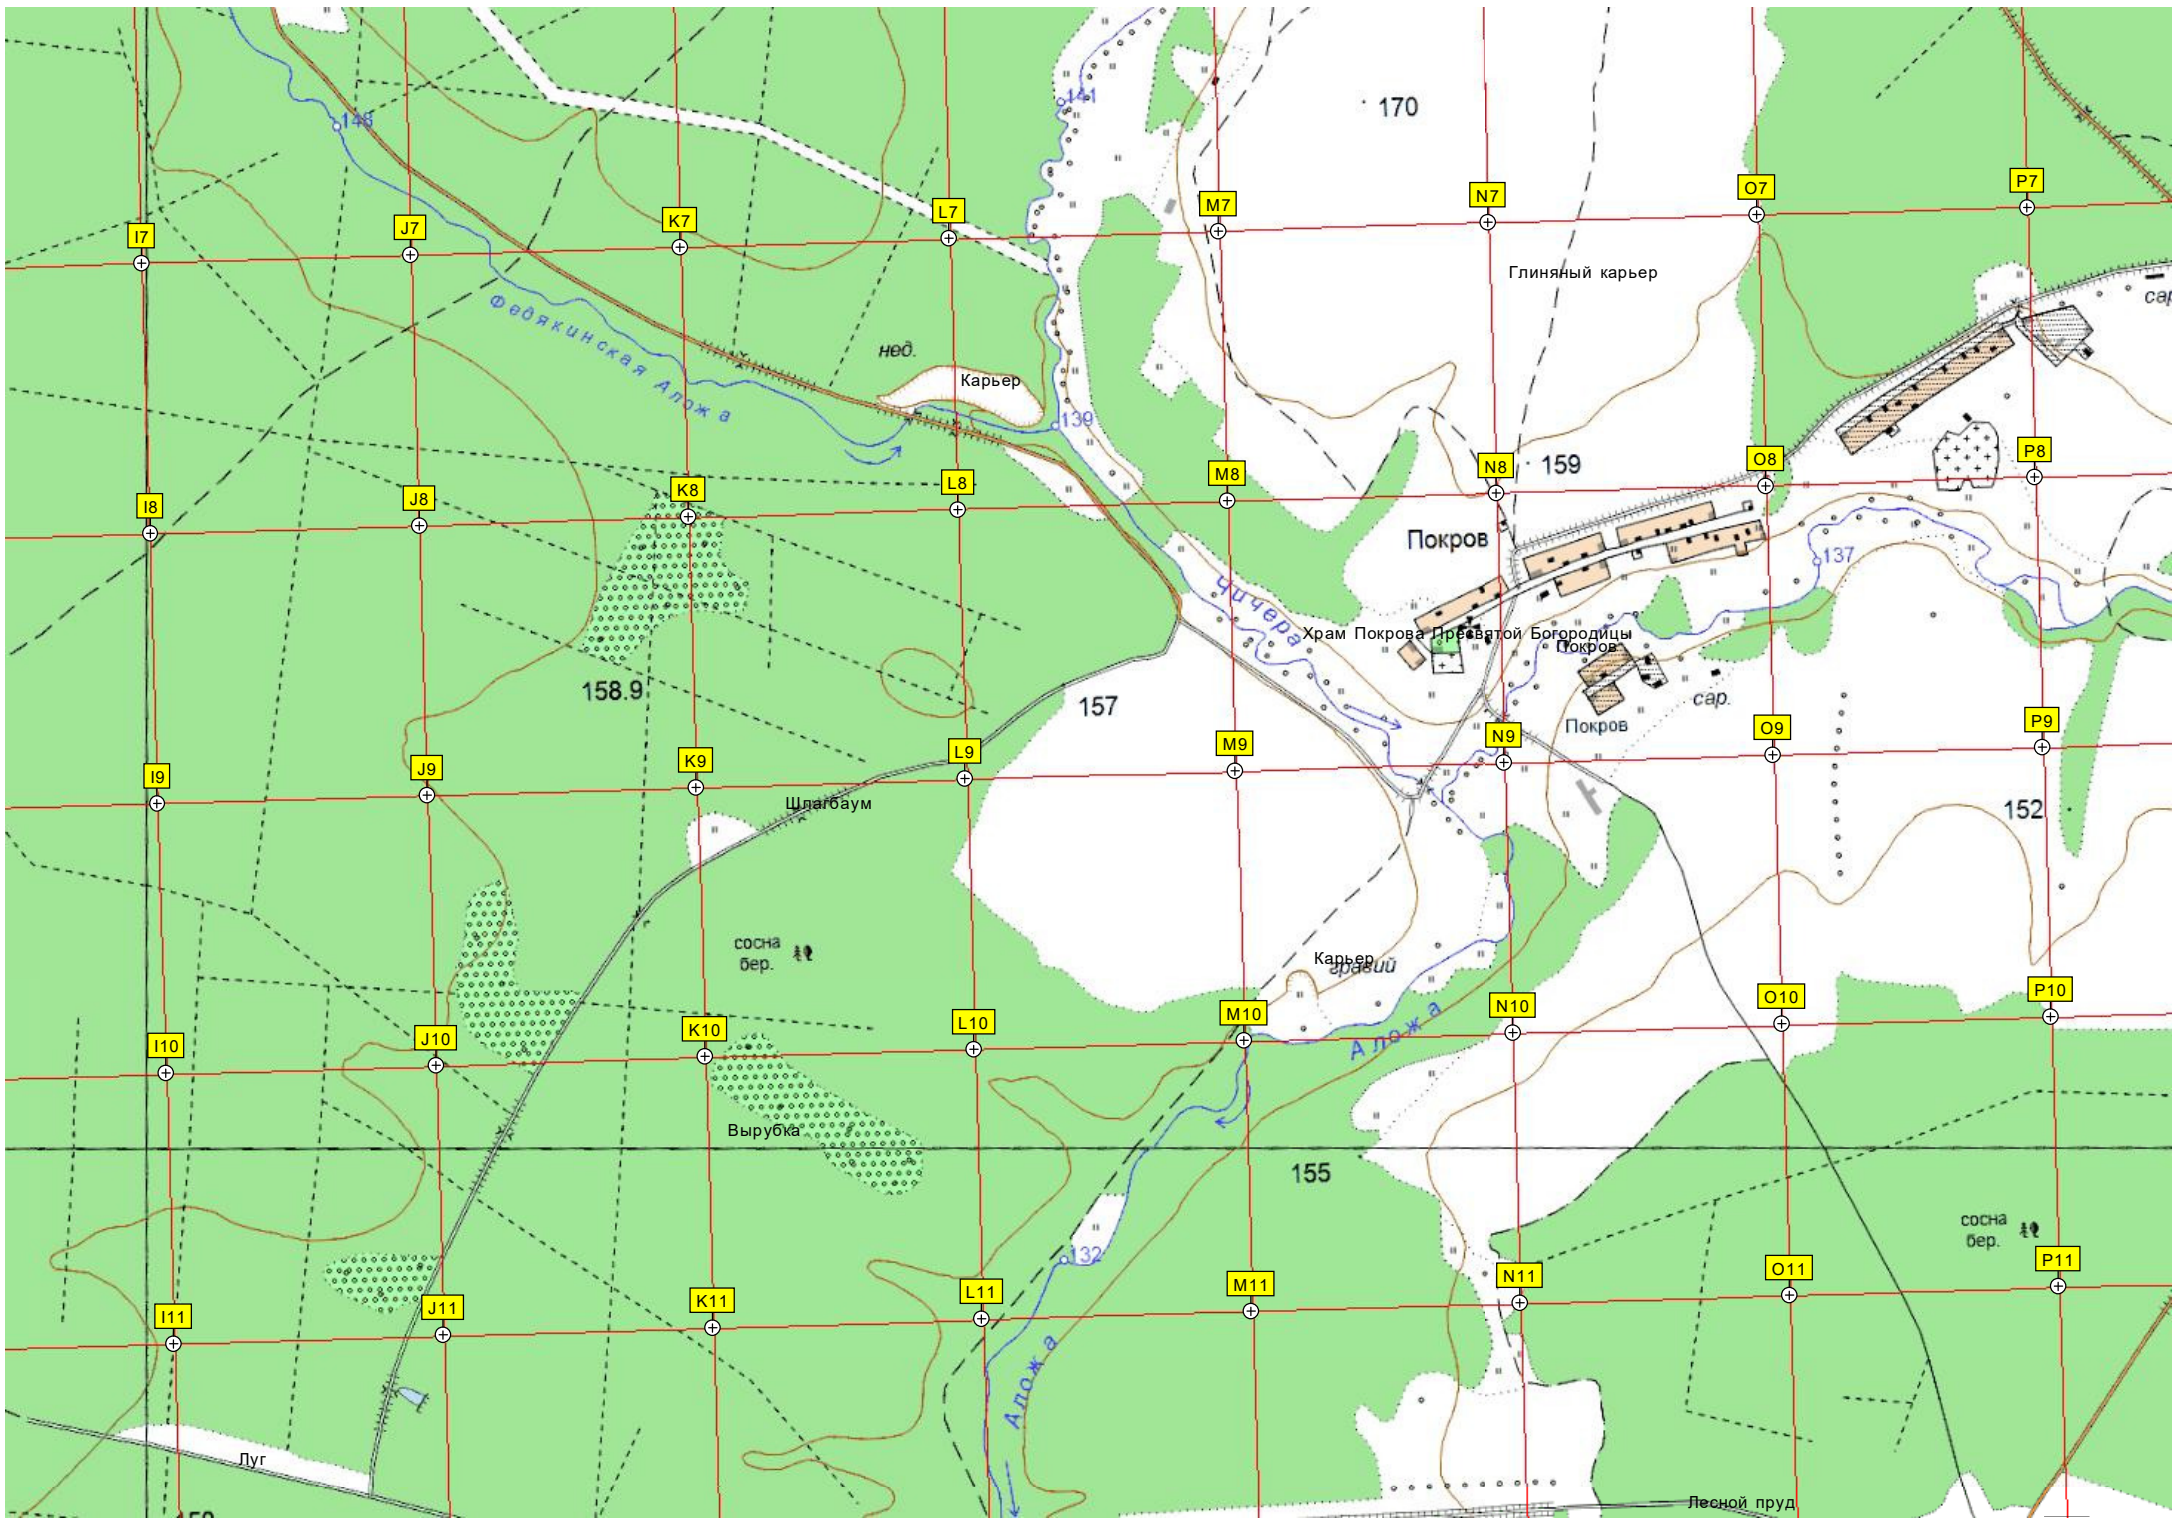 141
148
170
I7
J7
K7
L7
M7
N7
O7
P7
Глиняный карьер
Федякинская Аложа
нед.
Карьер
139
159
I8
J8
K8
L8
M8
N8
O8
P8
Покров
137
Чичера
Храм Покрова Пресвятой Богородицы
Покров
158.9
157
сар.
Покров
I9
J9
K9
L9
M9
N9
O9
P9
Шлагбаум
152
сосна
бер.
Карьер
гравий
I10
J10
K10
L10
M10
N10
O10
P10
Аложа
Вырубка
155
сосна
бер.
132
I11
J11
K11
L11
M11
N11
O11
P11
Аложа
Луг
Лесной пруд